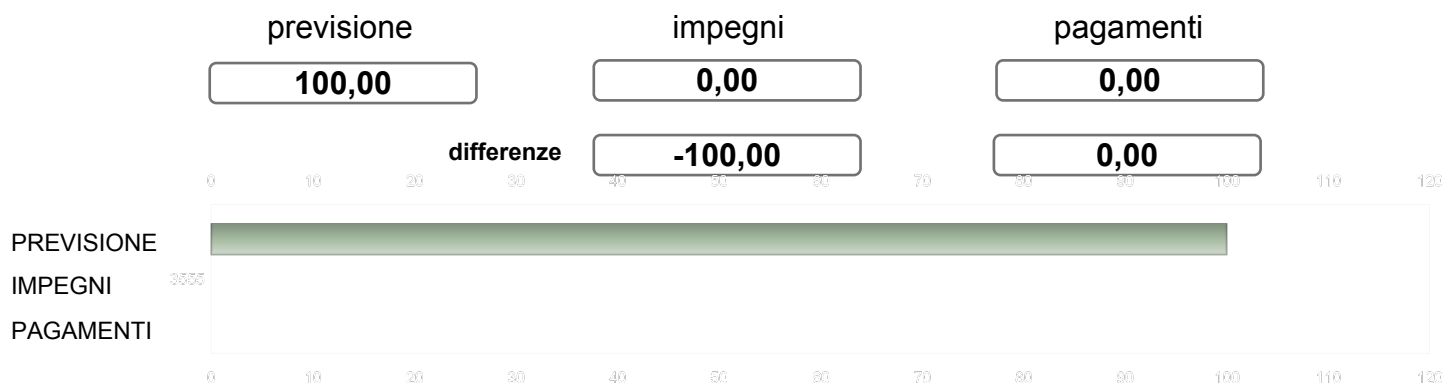 previsione impegni pagamenti
100,00 0,00 0,00
differenze -100,00 0,00
0 10 20 30 40 50 60 70 80 90 100 110 120
PREVISIONE
IMPEGNI 3555
PAGAMENTI
0 10 20 30 40 50 60 70 80 90 100 110 120